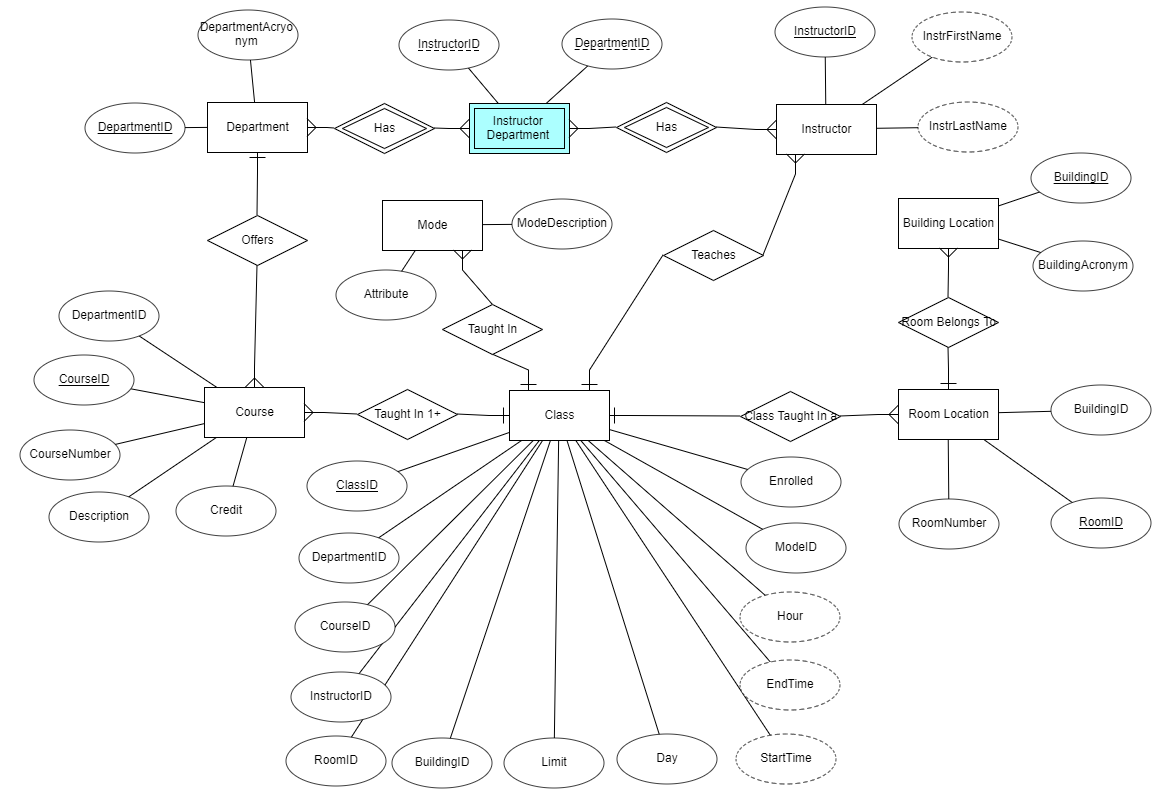 DepartmentAcryo
nym
InstructorID
DepartmentID
InstructorID
InstrFirstName
DepartmentID
Department
Has
Instructor
Department
Has
Instructor
InstrLastName
BuildingID
Mode
ModeDescription
Building Location
Offers
Teaches
BuildingAcronym
Attribute
DepartmentID
Taught In
Room Belongs To
CourseID
Course
Taught In 1+
Class
Class Taught In a
Room Location
BuildingID
CourseNumber
ClassID
Enrolled
Description
Credit
RoomNumber
RoomID
DepartmentID
ModeID
CourseID
Hour
InstructorID
EndTime
RoomID
BuildingID
Limit
Day
StartTime